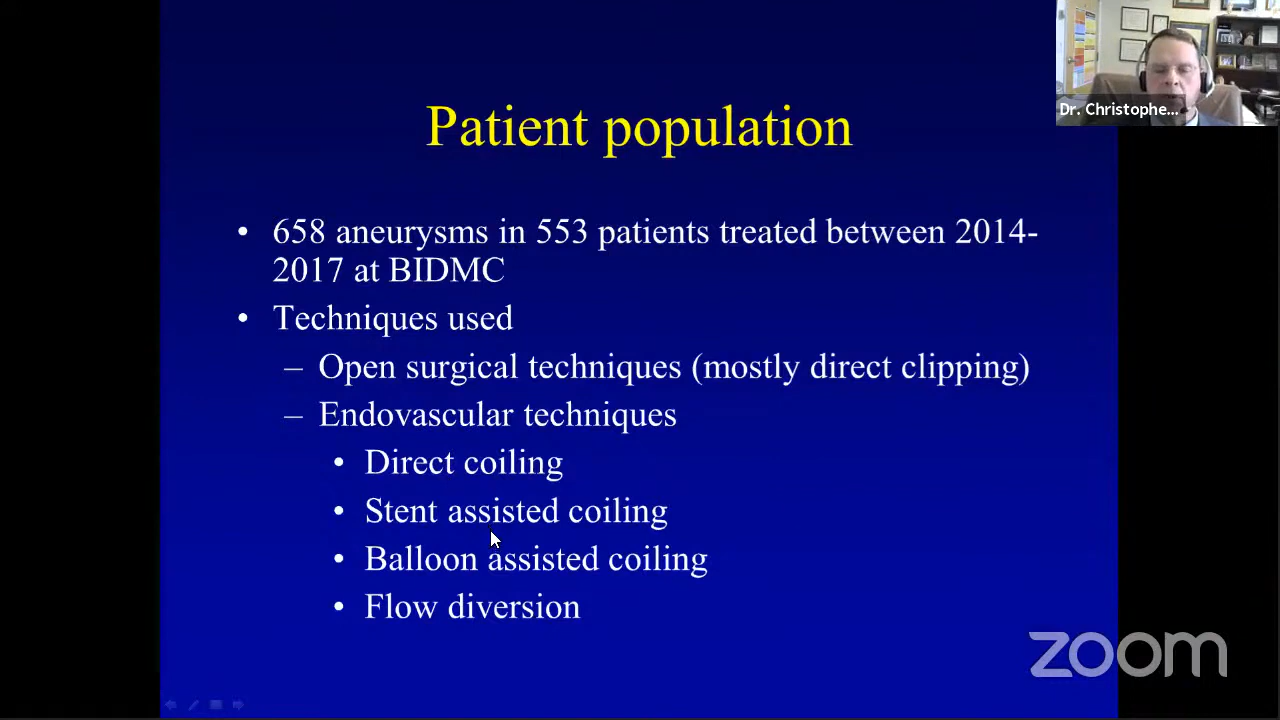 Dr. Christophe...
Patient population
• 658 aneurysms in 553 patients treated between 2014-
2017 at BIDMC
• Techniques used
– Open surgical techniques (mostly direct clipping)
– Endovascular techniques
• Direct coiling
• Stent assisted coiling
• Balloon assisted coiling
• Flow diversion
zoom